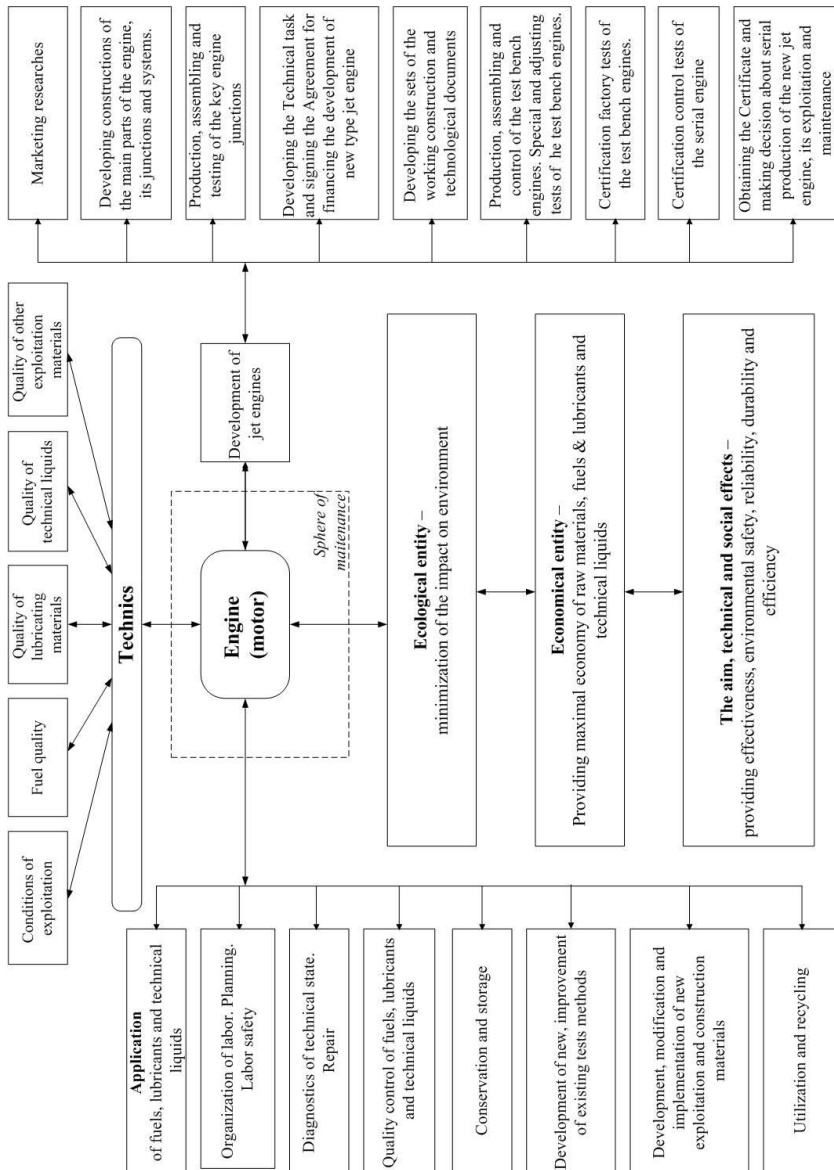 Conditions of
exploitation
Fuel quality
Quality of
lubricating
materials
Quality of
technical liquids
Quality of other
exploitation
materials
Technics
Application
of fuels, lubricants and technical
liquids
Organization of labor. Planning.
Labor safety
Diagnostics of technical state.
Repair
Quality control of fuels, lubricants
and technical liquids
Conservation and storage
Development of new, improvement
of existing tests methods
Development, modification and
implementation of new
exploitation and construction
materials
Utilization and recycling
Engine
(motor)
Sphere of
maitenance
Development of
jet engines
Ecological entity –
minimization of the impact on environment
Economical entity –
Providing maximal economy of raw materials, fuels & lubricants and
technical liquids
The aim, technical and social effects –
providing effectiveness, environmental safety, reliability, durability and
efficiency
Marketing researches
Developing constructions of
the main parts of the engine,
its junctions and systems.
Production, assembling and
testing of the key engine
junctions
Developing the Technical task
and signing the Agreement for
financing the development of
new type jet engine
Developing the sets of the
working construction and
technological documents
Production, assembling and
control of the test bench
engines. Special and adjusting
tests of he test bench engines.
Certification factory tests of
the test bench engines.
Certification control tests of
the serial engine
Obtaining the Certificate and
making decision about serial
production of the new jet
engine, its exploitation and
maintenance